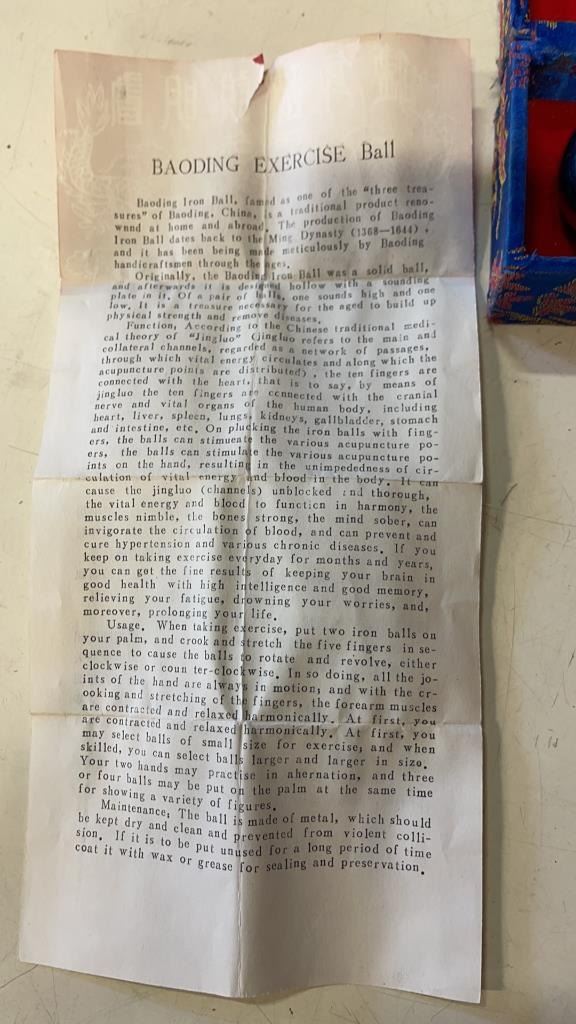 BAODING EXERCISE Ball
Baoding Iron Ball, famed as one of the "three trea-
sures" of Baoding, China, is a traditional product reno-
wnnd at home and abroad. The production of Baoding
Iron Ball dates back to the Ming Dynasty (1368—1644) ,
and it has been being made meticulously by Baoding
handicraftsmen through the ages.
Originally, the Baoding Iron Ball was a solid ball,
and afterwards it is designed hollow with a sounding
plate in it. Of a pair of balls, one sounds high and one
low. It is a treasure necessary for the aged to build up
physical strength and remove diseases.
Function, According to the Chinese traditional medi-
cal theory of "Jingluo" (jingluo refers to the main and
collateral channels, regarded as a network of passages,
through which vital energy circulates and along which the
acupuncture points are distributed) , the ten fingers are
connected with the heart, that is to say, by means of
jingluo the ten fingers are connected with the cranial
nerve and vital organs of the human body, including
heart, liver, spleen, lungs, kidneys, gallbladder, stomach
and intestine, etc. On plucking the iron balls with fing-
ers, the balls can stimuente the various acupuncture po-
ers, the balls can stimulate the various acupuncture po-
ints on the hand, resulting in the unimpededness of cir-
culation of vital energy and blood in the body. It can
cause the jingluo (channels) unblocked and thorough,
the vital energy and blood to function in harmony, the
muscles nimble, the bones strong, the mind sober, can
invigorate the circulation of blood, and can prevent and
cure hypertension and various chronic diseases. If you
keep on taking exercise everyday for months and years,
you can got the fine results of keeping your brain in
good health with high intelligence and good memory,
relieving your fatigue, drowning your worries, and,
moreover, prolonging your life.
Usage. When taking exercise, put two iron balls on
your palm, and crook and stretch the five fingers in se-
quence to cause the balls to rotate and revolve, either
clockwise or coun ter-clockwise. In so doing, all the jo-
ints of the hand are always in motion; and with the cr-
ooking and stretching of the fingers, the forearm muscles
are contracted and relaxed harmonically. At first, you
are contracted and relaxed harmonically. At first, you
may select balls of small size for exercise; and when
skilled, you can select balls larger and larger in size.
Your two hands may practise in ahernation, and three
or four balls may be put on the palm at the same time
for showing a variety of figures.
Maintenance; The ball is made of metal, which should
be kept dry and clean and prevented from violent colli-
sion. If it is to be put unused for a long period of time
coat it with wax or grease for sealing and preservation.